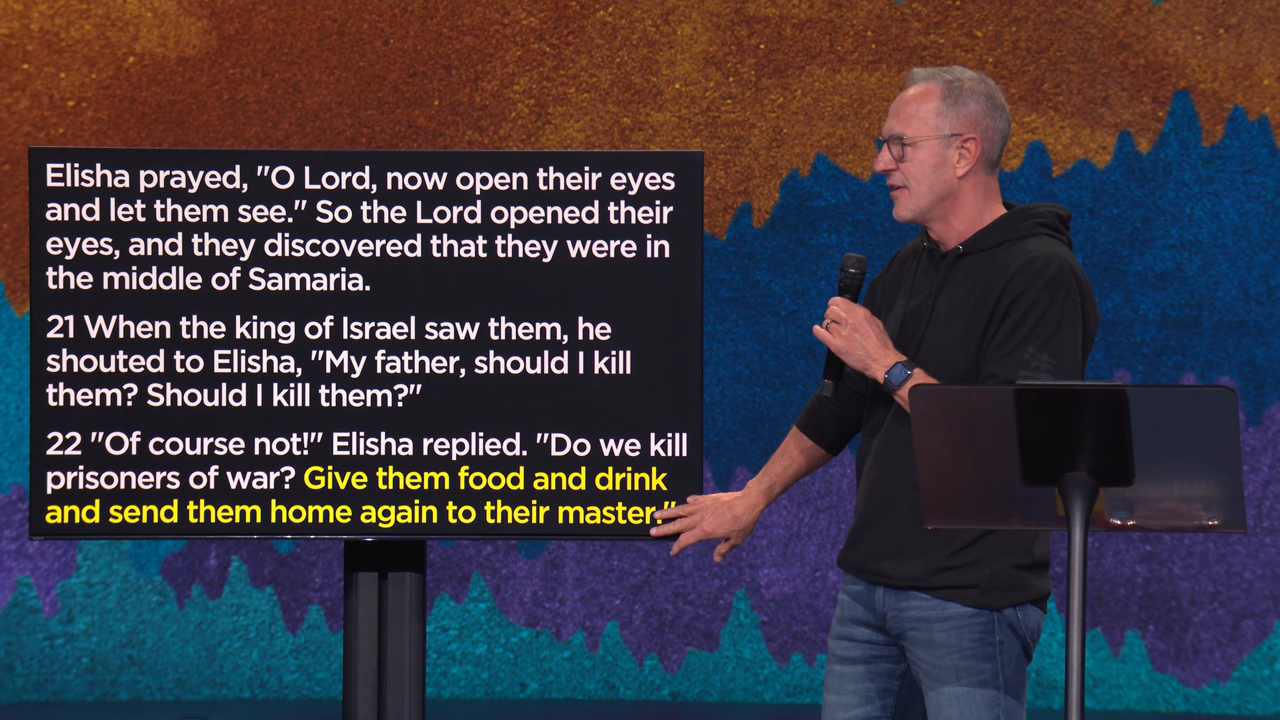 Elisha prayed, "O Lord, now open their eyes
and let them see." So the Lord opened their
eyes, and they discovered that they were in
the middle of Samaria.
21 When the king of Israel saw them, he
shouted to Elisha, "My father, should I kill
them? Should I kill them?"
22 "Of course not!" Elisha replied. "Do we kill
prisoners of war? Give them food and drink
and send them home again to their master."